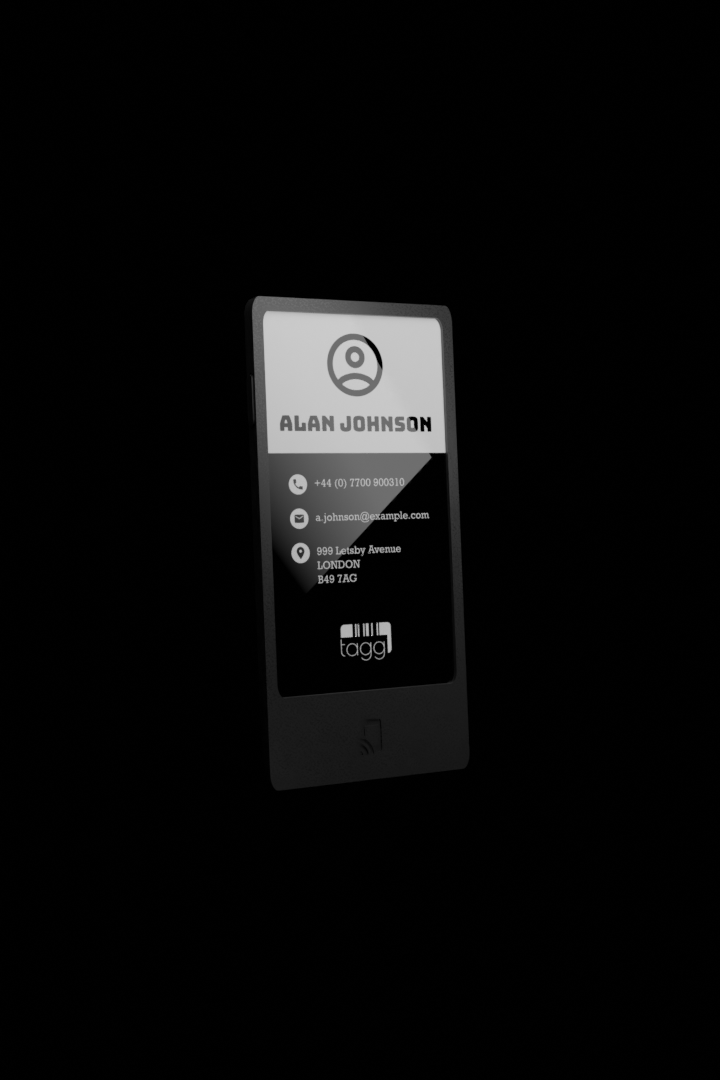 ALAN JOHNSON
+44 (0) 7700 900310
a.johnson@example.com
999 Letsby Avenue
LONDON
B49 7AG
tagg